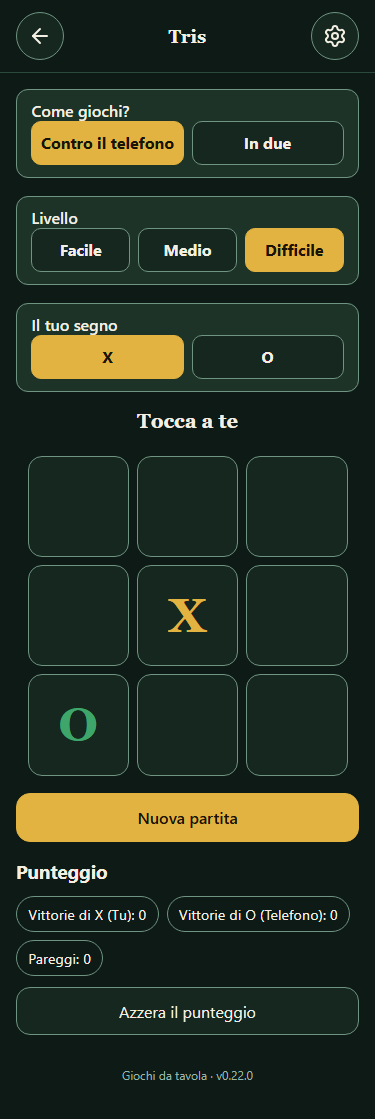 Tris
Come giochi?
Contro il telefono
In due
Livello
Facile
Medio
Difficile
Il tuo segno
X
O
Tocca a te
X
O
Nuova partita
Punteggio
Vittorie di X (Tu): 0
Vittorie di O (Telefono): 0
Pareggi: 0
Azzera il punteggio
Giochi da tavola · v0.22.0